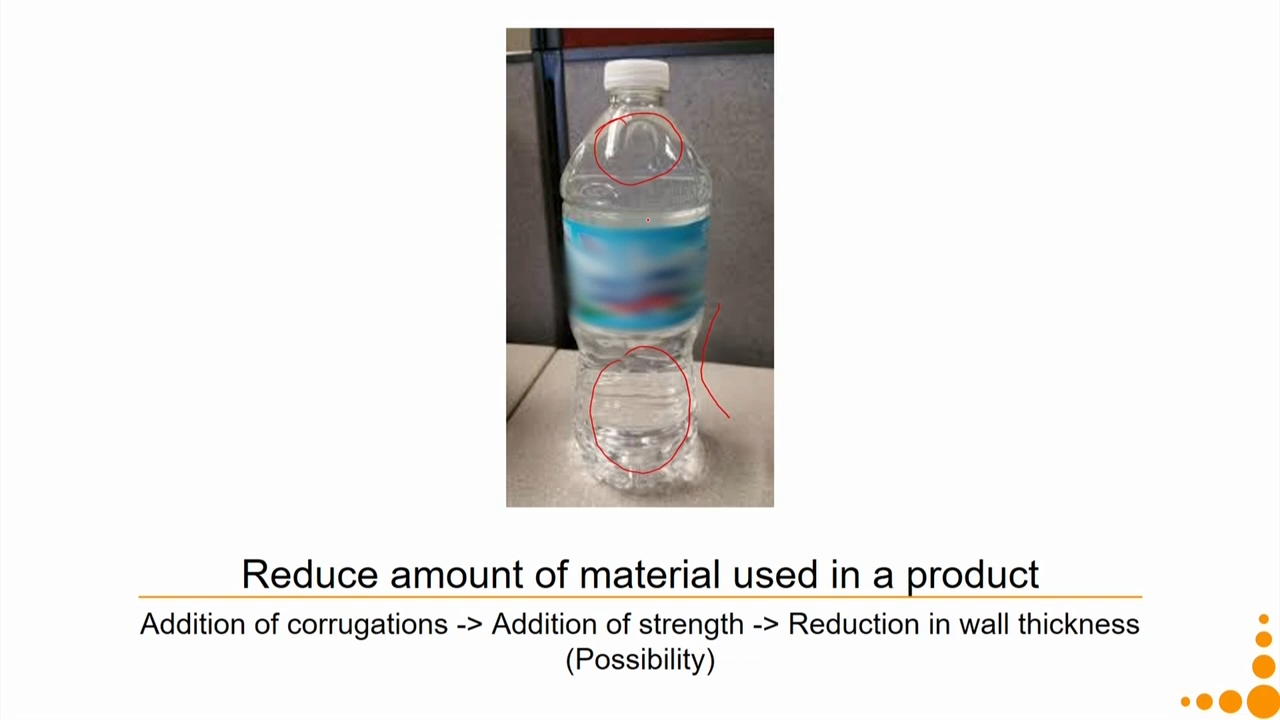 Reduce amount of material used in a product
Addition of corrugations -> Addition of strength -> Reduction in wall thickness
(Possibility)